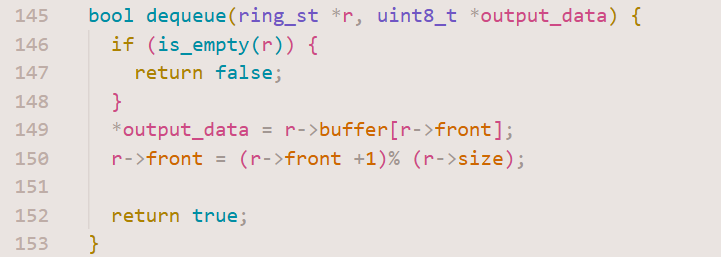 145 bool dequeue(ring_st *r, uint8_t *output_data) {
146   if (is_empty(r)) {
147     return false;
148   }
149   *output_data = r->buffer[r->front];
150   r->front = (r->front +1)% (r->size);
151
152   return true;
153 }